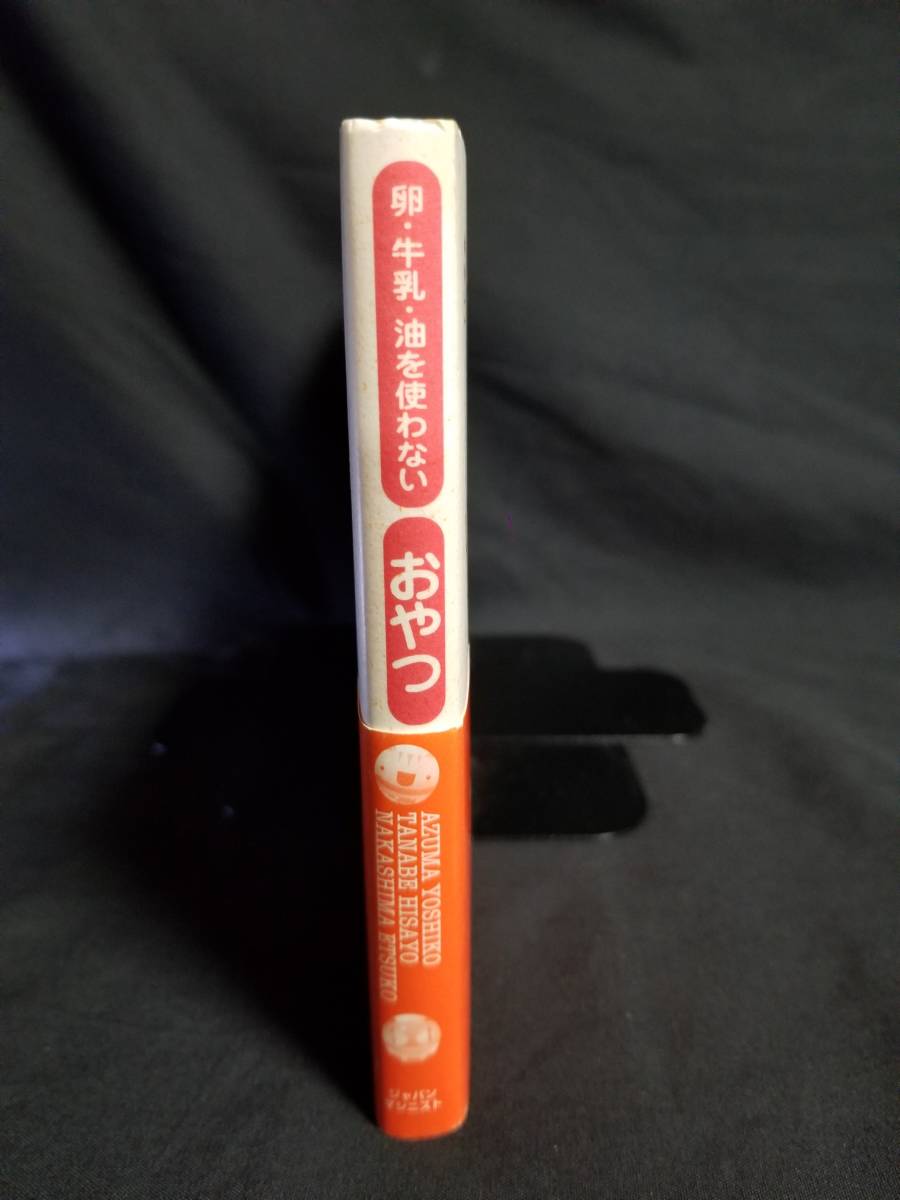 卵・牛乳・油を使わない
おやつ
AZUMA YOSHIKO
TANABE HISAYO
NAKASHIMA ETSUKO
ジャパン
マシニスト